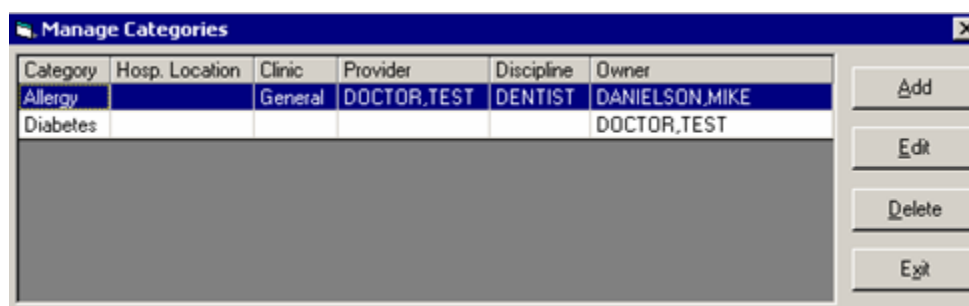 Manage Categories
Category Hosp. Location Clinic Provider Discipline Owner
Allergy General DOCTOR,TEST DENTIST DANIELSON,MIKE
Diabetes DOCTOR,TEST
Add
Edit
Delete
Exit